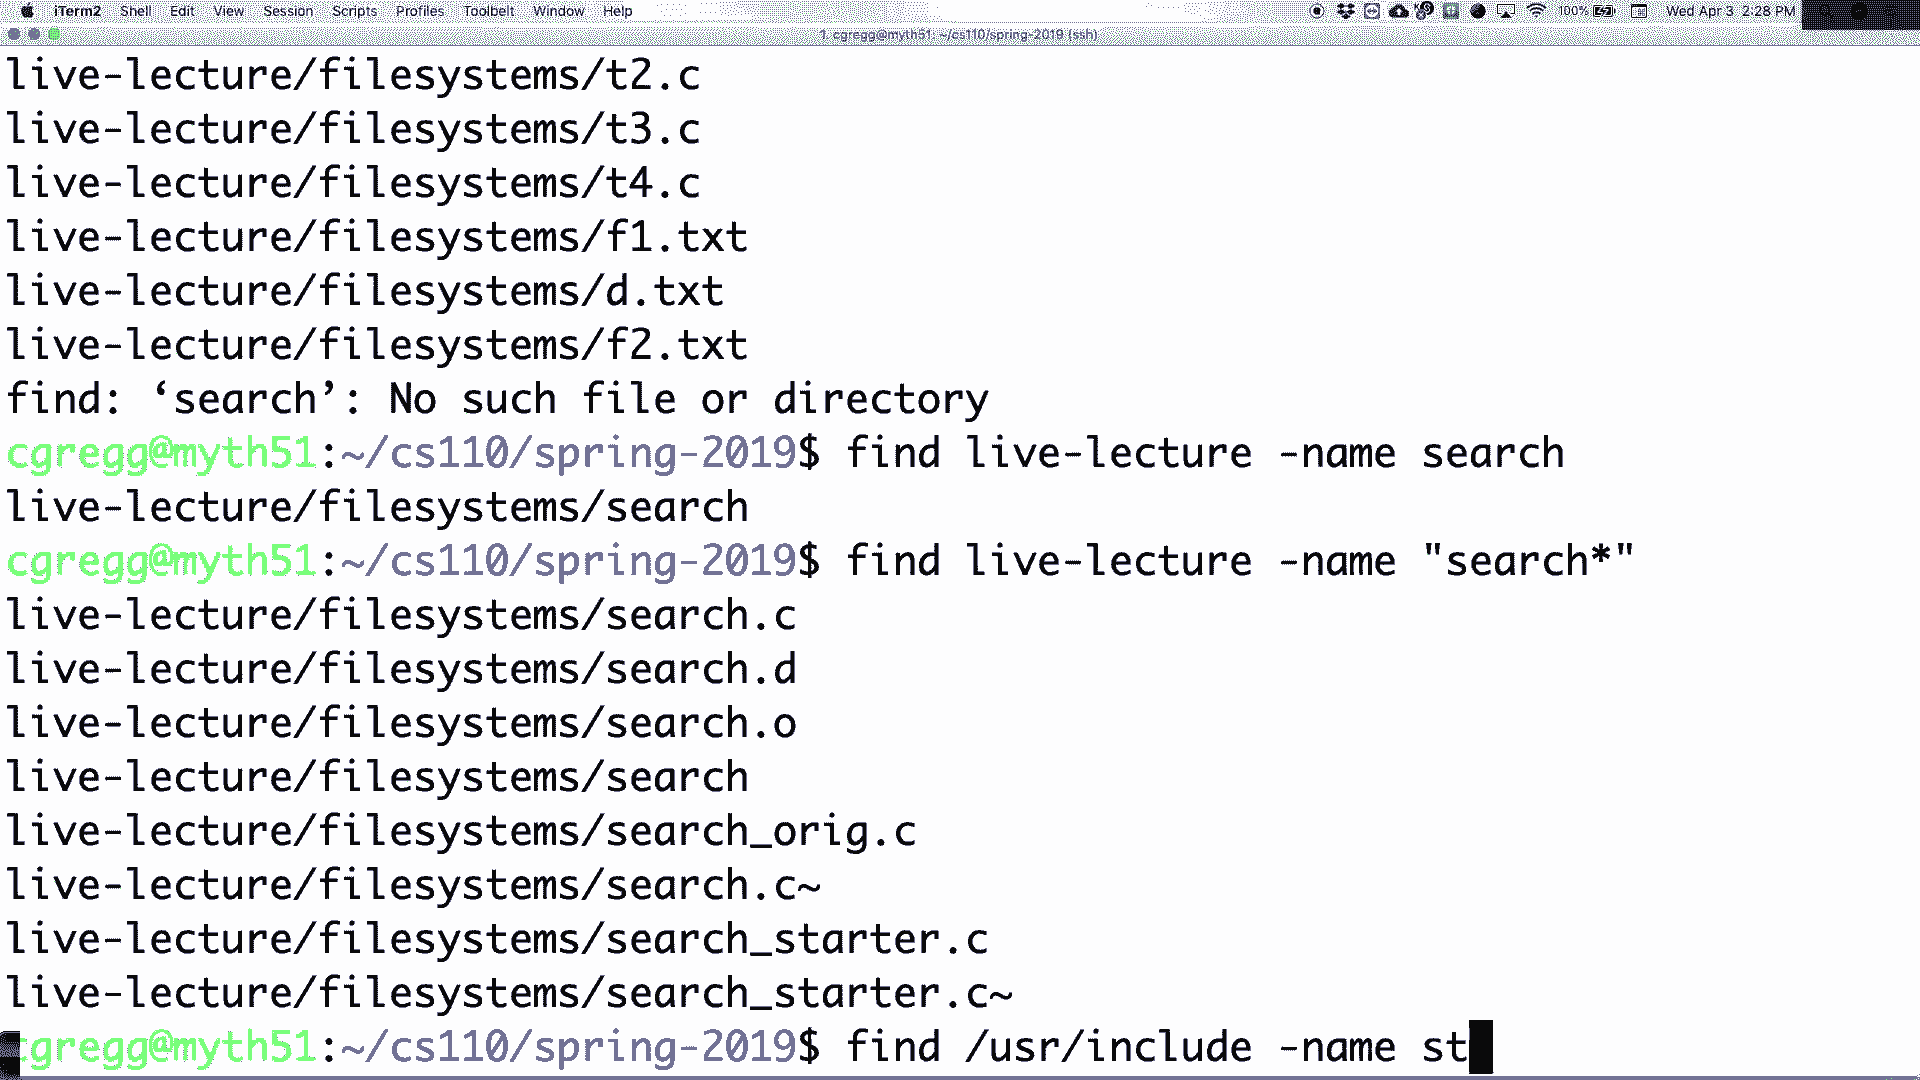 iTerm2 Shell Edit View Session Scripts Profiles Toolbelt Window Help 100% Wed Apr 3 2:28 PM
1. cgregg@myth51: ~/cs110/spring-2019 (ssh)
live-lecture/filesystems/t2.c
live-lecture/filesystems/t3.c
live-lecture/filesystems/t4.c
live-lecture/filesystems/f1.txt
live-lecture/filesystems/d.txt
live-lecture/filesystems/f2.txt
find: ‘search’: No such file or directory
cgregg@myth51:~/cs110/spring-2019$ find live-lecture -name search
live-lecture/filesystems/search
cgregg@myth51:~/cs110/spring-2019$ find live-lecture -name "search*"
live-lecture/filesystems/search.c
live-lecture/filesystems/search.d
live-lecture/filesystems/search.o
live-lecture/filesystems/search
live-lecture/filesystems/search_orig.c
live-lecture/filesystems/search.c~
live-lecture/filesystems/search_starter.c
live-lecture/filesystems/search_starter.c~
cgregg@myth51:~/cs110/spring-2019$ find /usr/include -name st